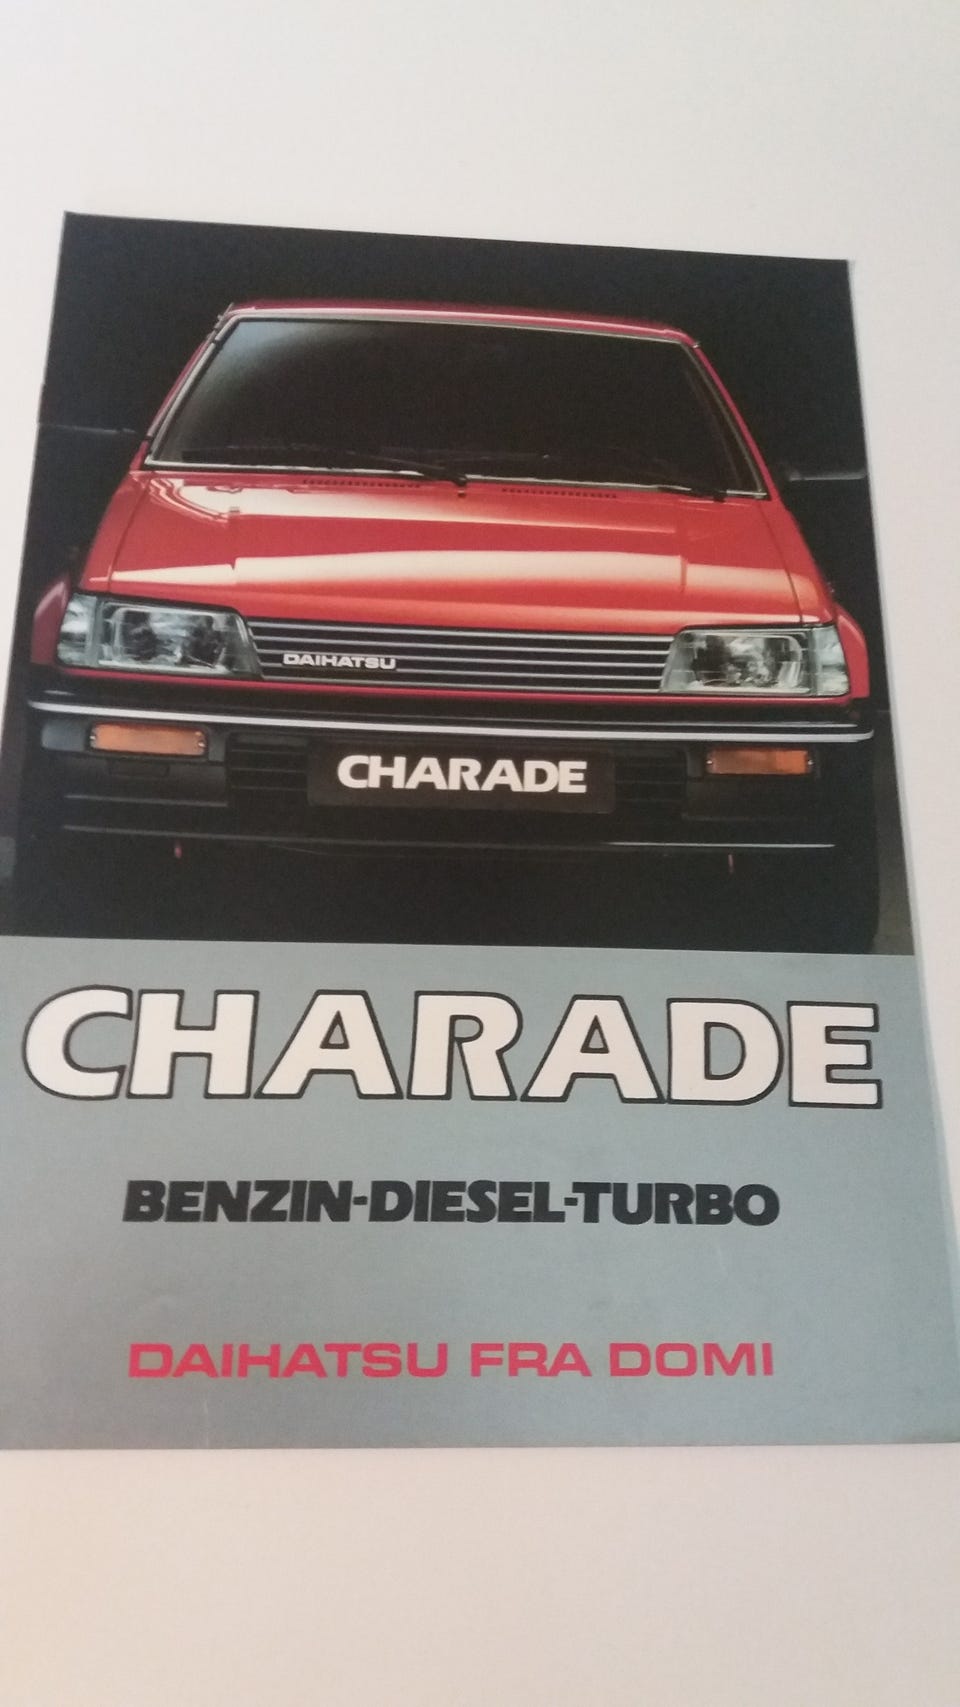 DAIHATSU
CHARADE
CHARADE
BENZIN-DIESEL-TURBO
DAIHATSU FRA DOMI